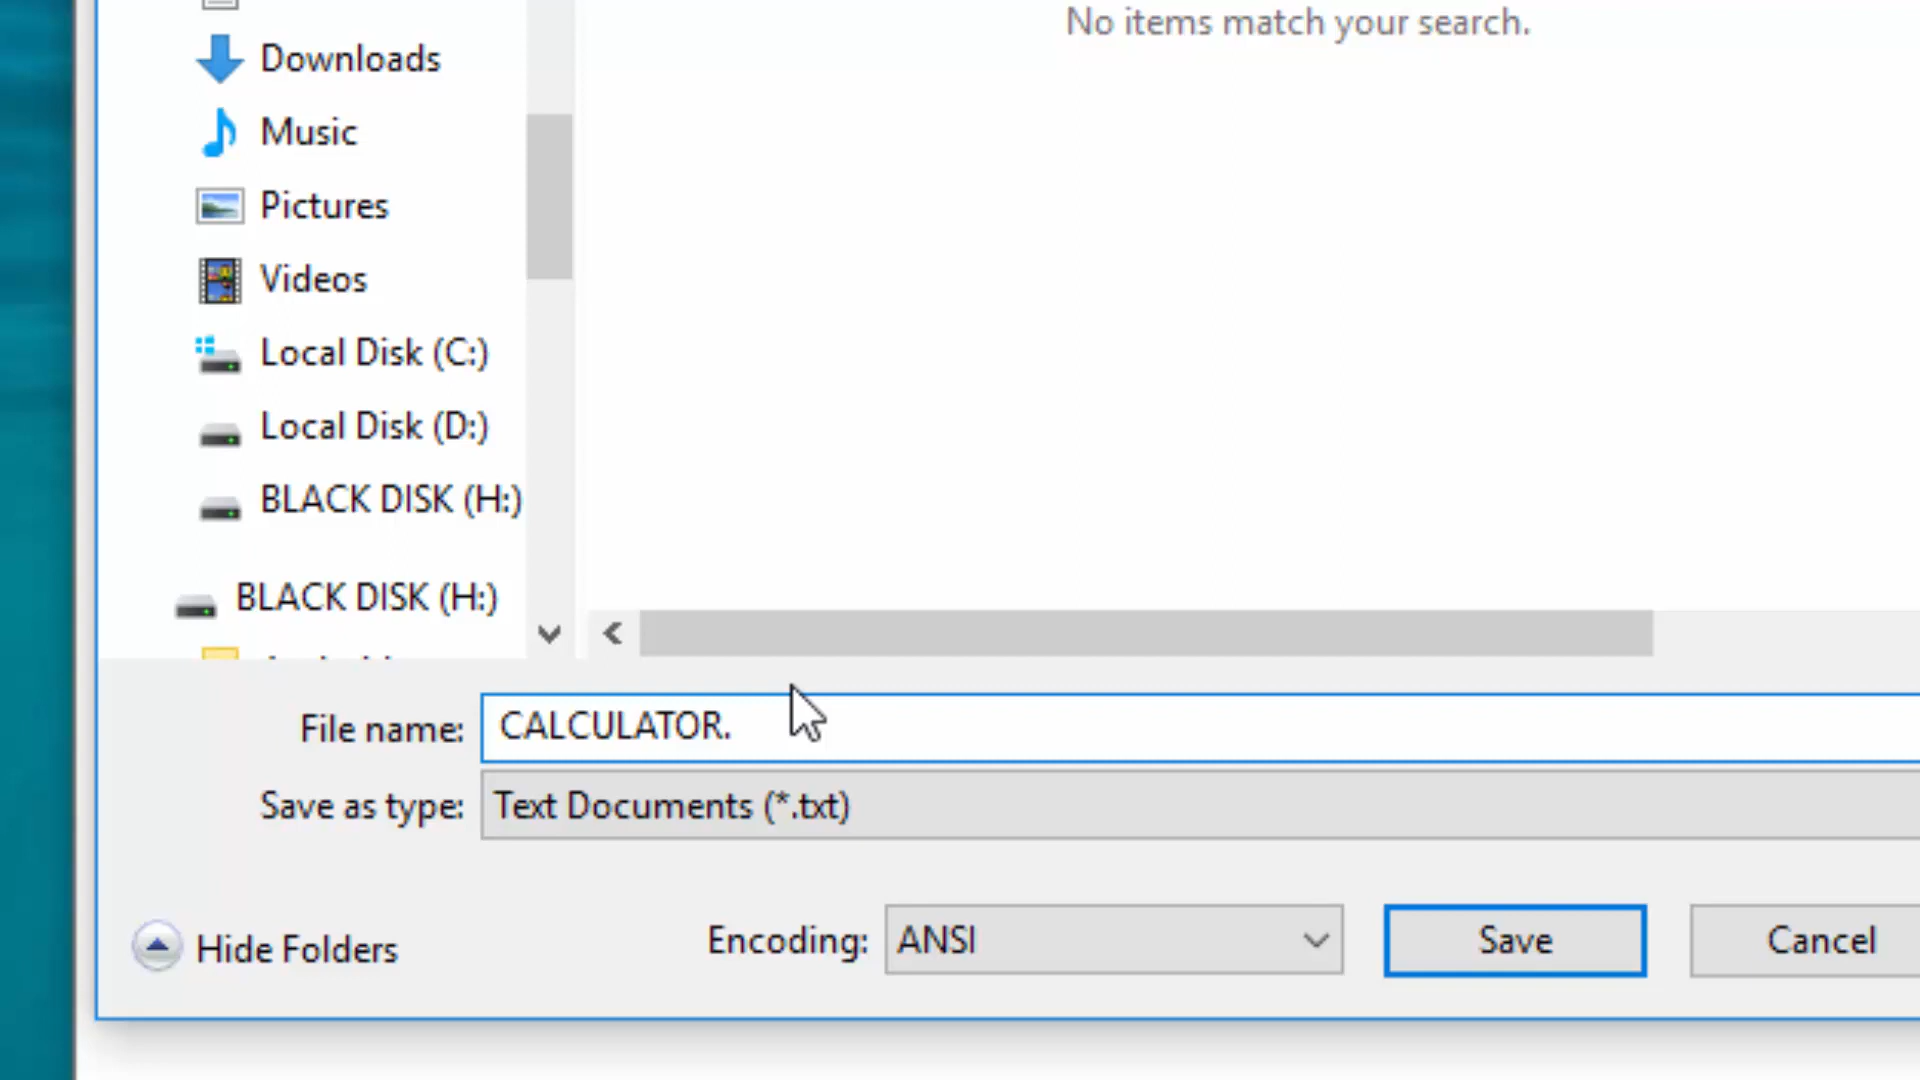 No items match your search.
Downloads
Music
Pictures
Videos
Local Disk (C:)
Local Disk (D:)
BLACK DISK (H:)
BLACK DISK (H:)
File name: CALCULATOR.
Save as type: Text Documents (*.txt)
Hide Folders
Encoding: ANSI
Save
Cancel